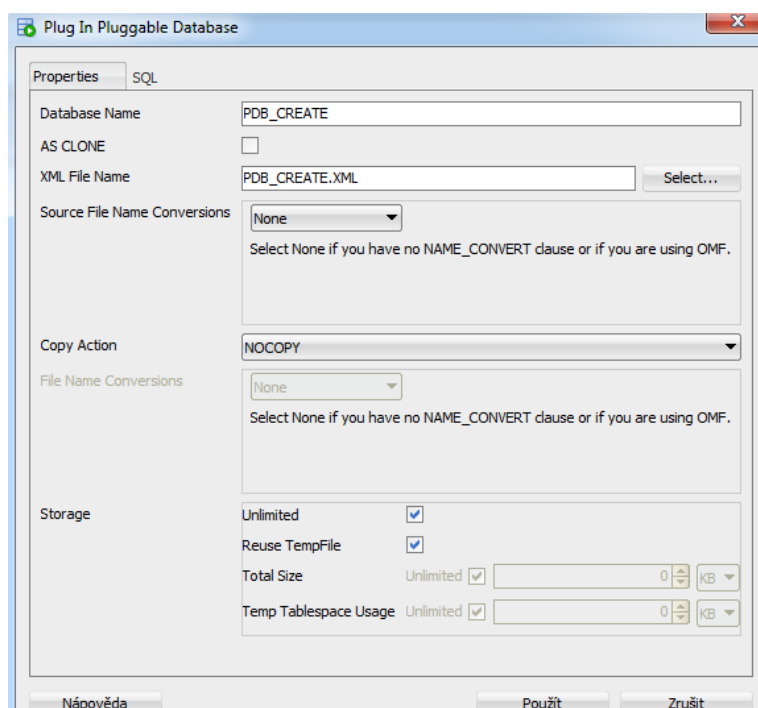 Plug In Pluggable Database
Properties SQL
Database Name PDB_CREATE
AS CLONE
XML File Name PDB_CREATE.XML Select...
Source File Name Conversions None
Select None if you have no NAME_CONVERT clause or if you are using OMF.
Copy Action NOCOPY
File Name Conversions None
Select None if you have no NAME_CONVERT clause or if you are using OMF.
Storage Unlimited
Reuse TempFile
Total Size Unlimited 0 KB
Temp Tablespace Usage Unlimited 0 KB
Nápověda Použít Zrušit